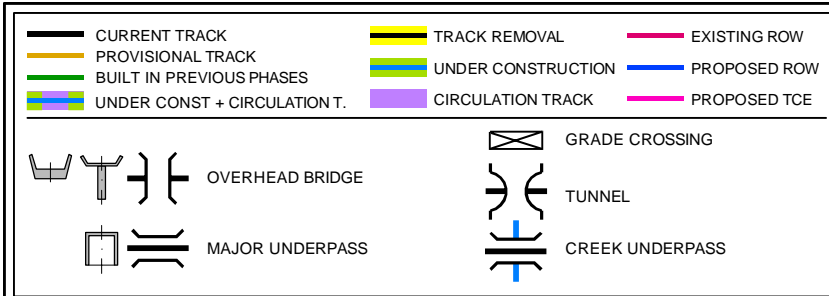 CURRENT TRACK
PROVISIONAL TRACK
BUILT IN PREVIOUS PHASES
UNDER CONST + CIRCULATION T.
TRACK REMOVAL
UNDER CONSTRUCTION
CIRCULATION TRACK
EXISTING ROW
PROPOSED ROW
PROPOSED TCE
OVERHEAD BRIDGE
MAJOR UNDERPASS
GRADE CROSSING
TUNNEL
CREEK UNDERPASS